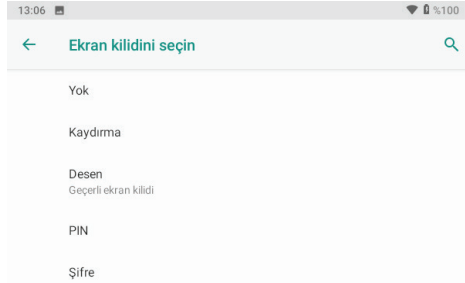 13:06 %100
Ekran kilidini seçin
Yok
Kaydırma
Desen
Geçerli ekran kilidi
PIN
Şifre